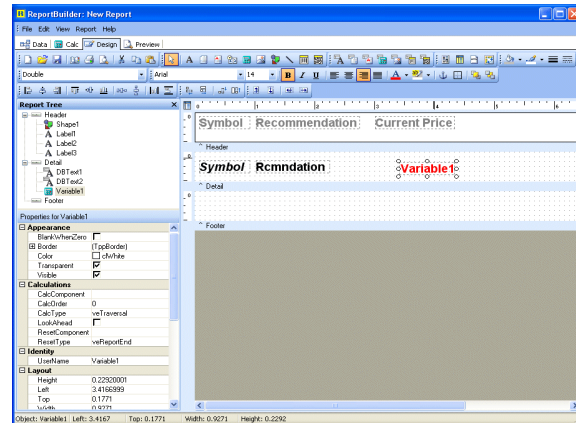 ReportBuilder: New Report
File Edit View Report Help
Data Calc Design Preview
Double Arial 14 B I U
Report Tree
Header
Shape1
Label1
Label2
Label3
Detail
DBText1
DBText2
Variable1
Footer
Properties for Variable1
Appearance
BlankWhenZero
Border (TppBorder)
Color clWhite
Transparent
Visible
Calculations
CalcComponent
CalcOrder 0
CalcType veTraversal
LookAhead
ResetComponent
ResetType veReportEnd
Identity
UserName Variable1
Layout
Height 0.22920001
Left 3.4166999
Top 0.1771
Width 0.9271
Symbol Recommendation Current Price
^ Header
Symbol Rcmndation Variable1
^ Detail
^ Footer
Object: Variable1 Left: 3.4167 Top: 0.1771 Width: 0.9271 Height: 0.2292